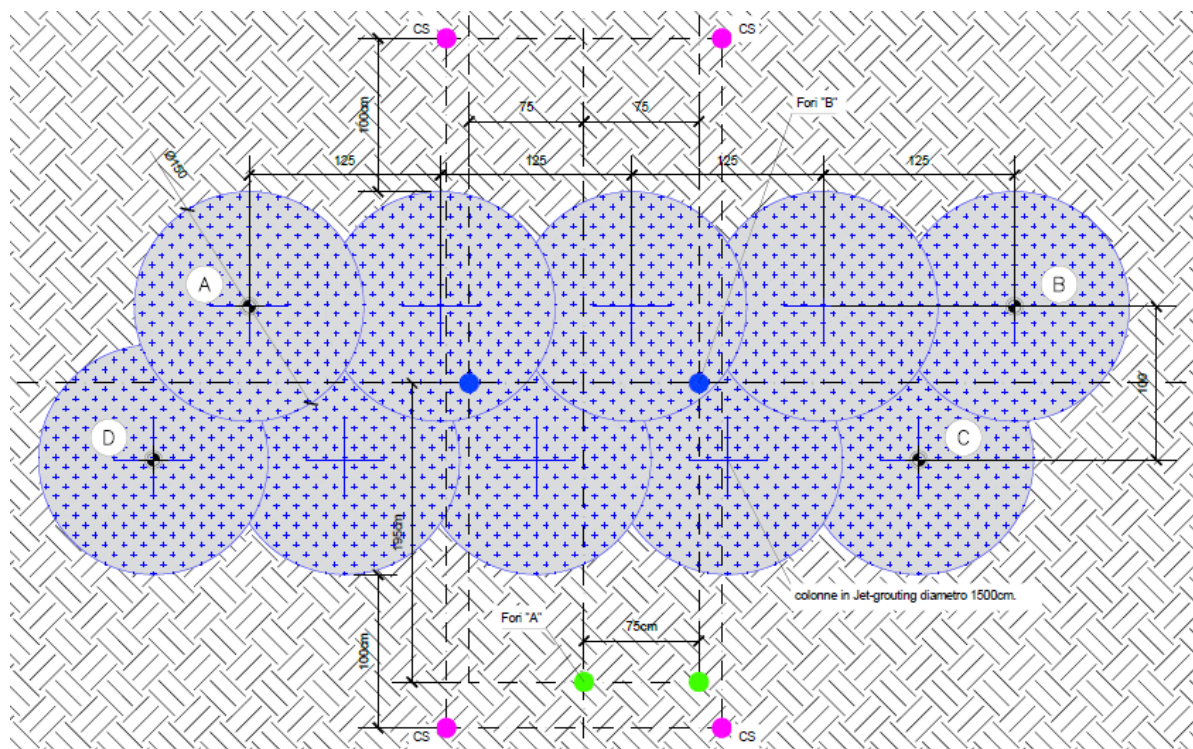 CS
CS
75
75
Fori "B"
100cm
125
125
125
125
Ø150
A
B
100
D
C
195cm
colonne in Jet-grouting diametro 1500cm.
Fori "A"
75cm
100cm
CS
CS